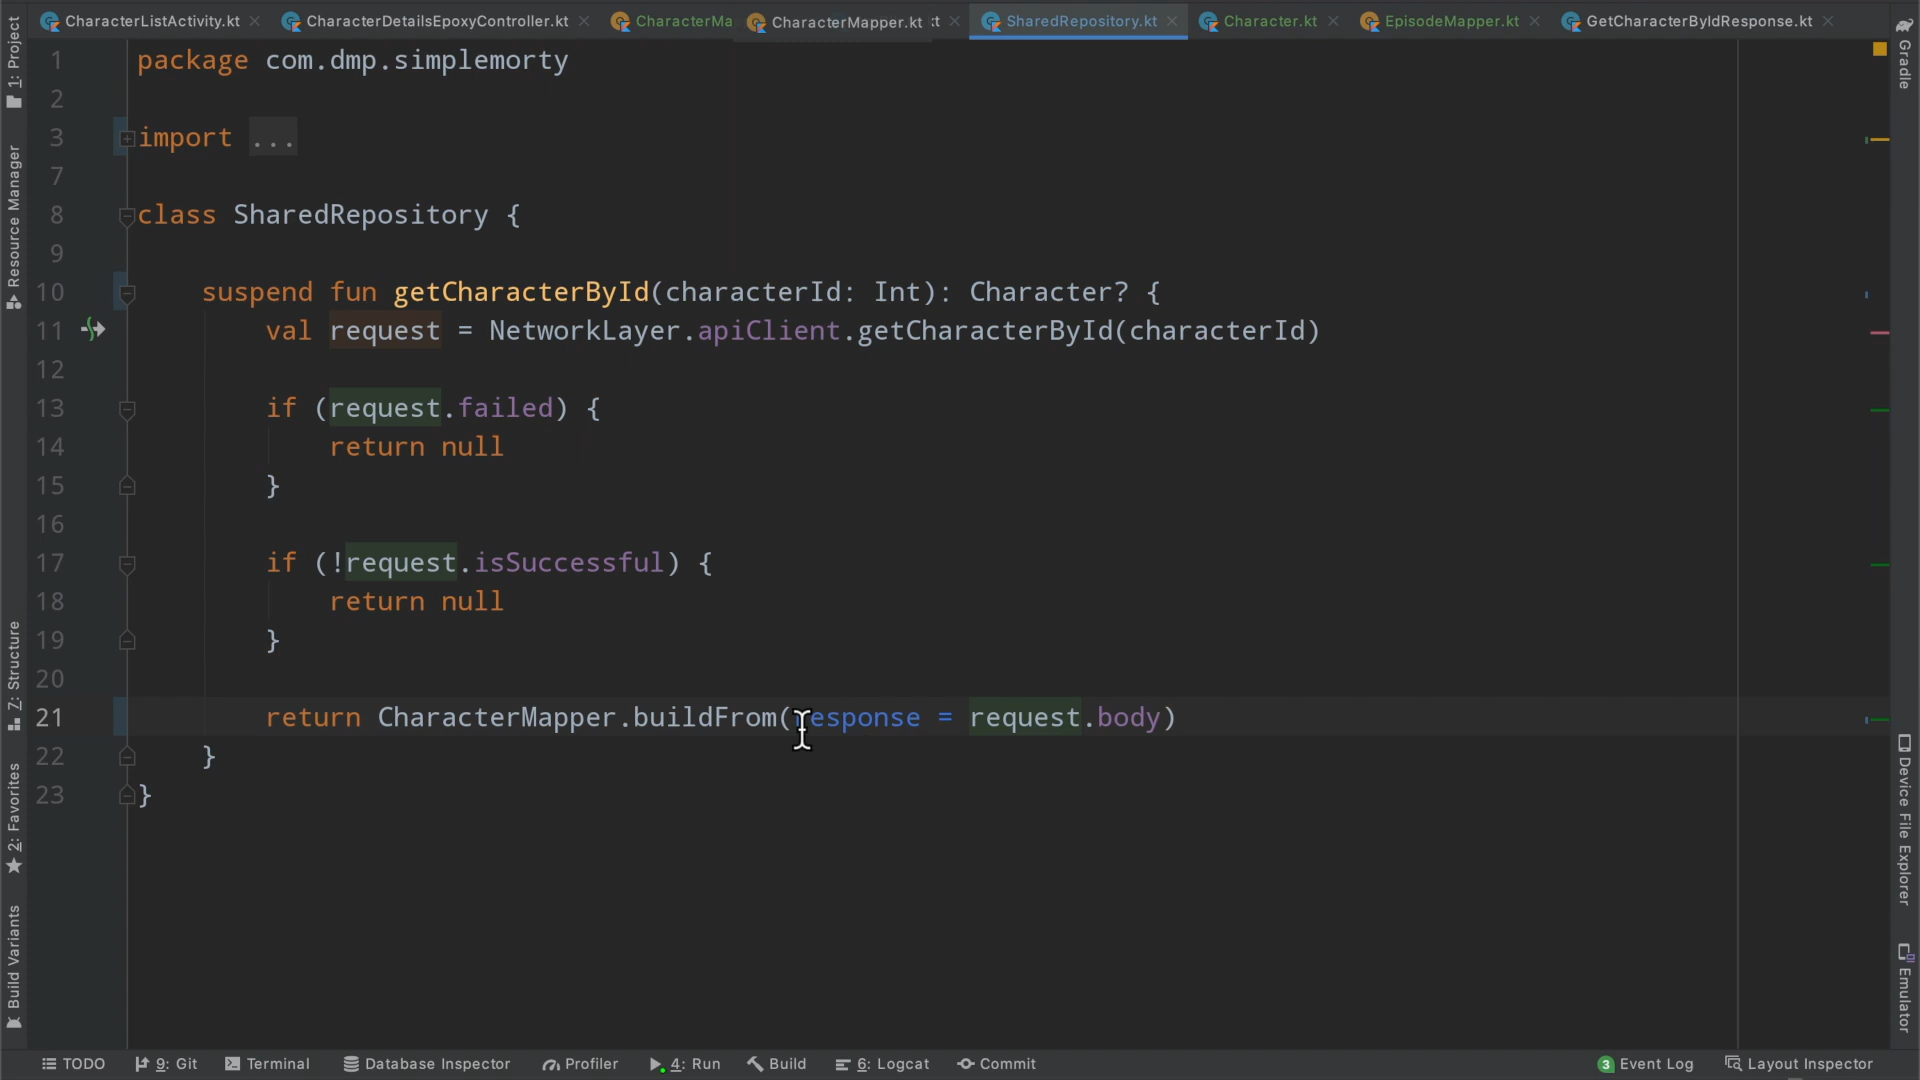 CharacterListActivity.kt
CharacterDetailsEpoxyController.kt
CharacterMa
CharacterMapper.kt
SharedRepository.kt
Character.kt
EpisodeMapper.kt
GetCharacterByIdResponse.kt
1: Project
Resource Manager
Z: Structure
2: Favorites
Build Variants
Gradle
Device File Explorer
Emulator
1 package com.dmp.simplemorty
2
3 import ...
7
8 class SharedRepository {
9
10 suspend fun getCharacterById(characterId: Int): Character? {
11 val request = NetworkLayer.apiClient.getCharacterById(characterId)
12
13 if (request.failed) {
14 return null
15 }
16
17 if (!request.isSuccessful) {
18 return null
19 }
20
21 return CharacterMapper.buildFrom(response = request.body)
22 }
23 }
TODO
9: Git
Terminal
Database Inspector
Profiler
4: Run
Build
6: Logcat
Commit
3 Event Log
Layout Inspector